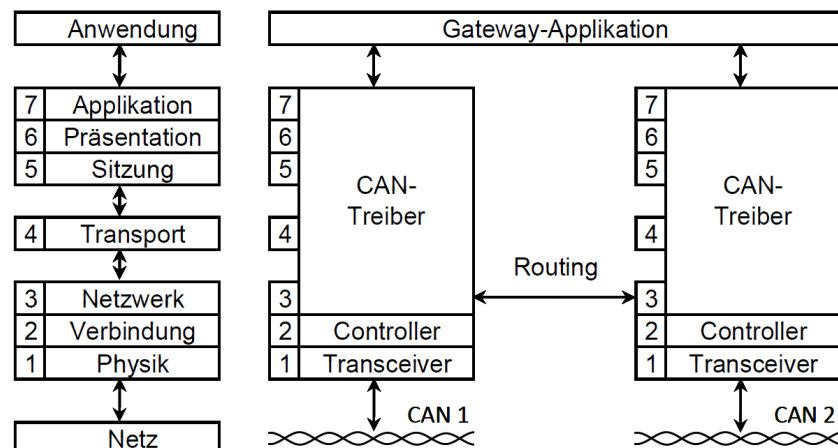 Anwendung
7 Applikation
6 Präsentation
5 Sitzung
4 Transport
3 Netzwerk
2 Verbindung
1 Physik
Netz
Gateway-Applikation
7
6
5
4
3
CAN-
Treiber
2 Controller
1 Transceiver
CAN 1
Routing
7
6
5
4
3
CAN-
Treiber
2 Controller
1 Transceiver
CAN 2